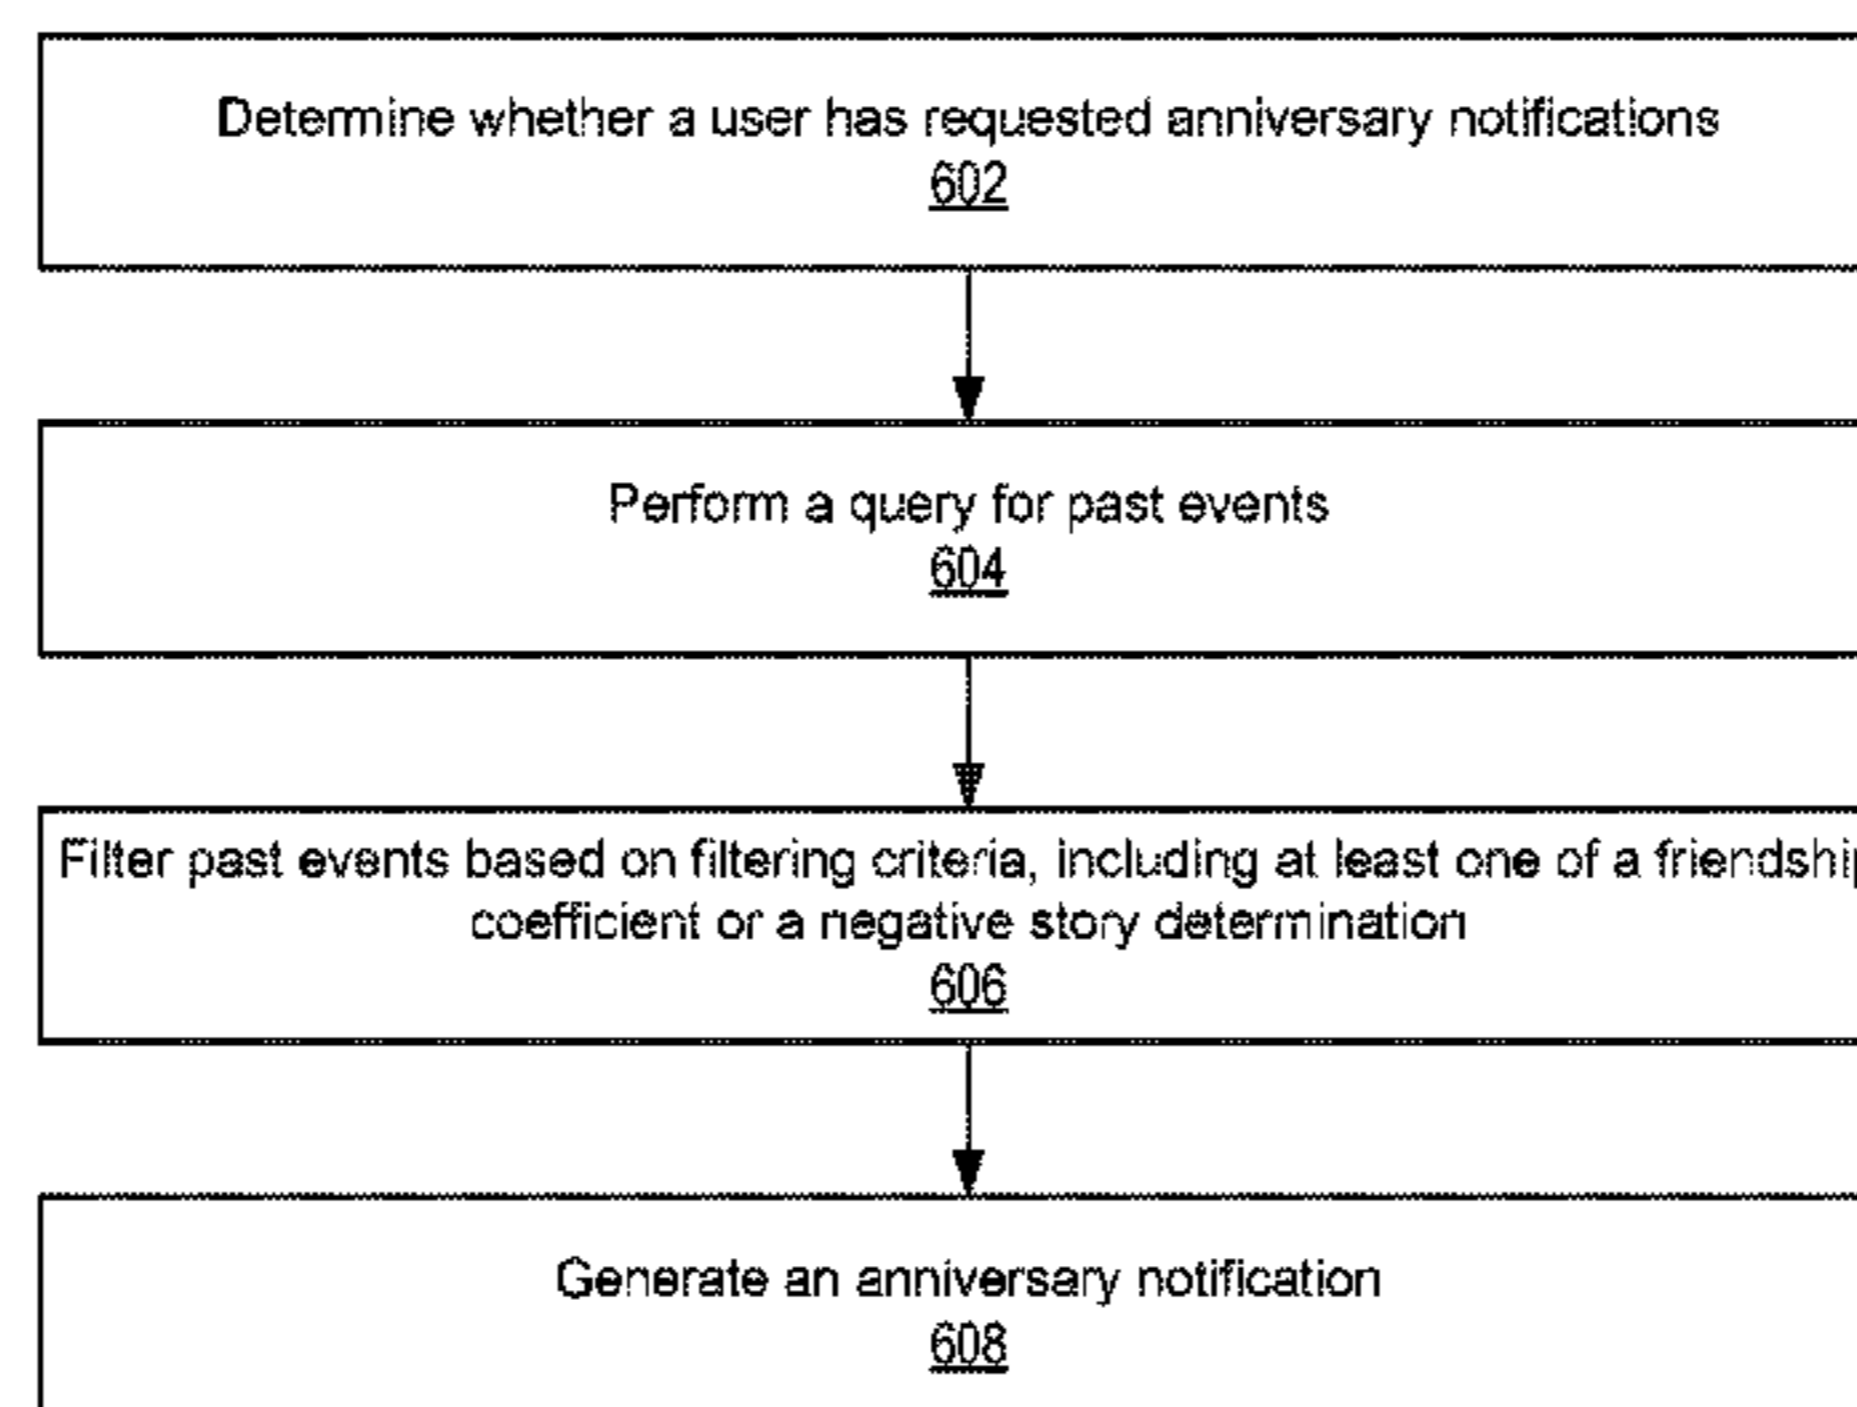 Determine whether a user has requested anniversary notifications
602
Perform a query for past events
604
Filter past events based on filtering criteria, including at least one of a friendship
coefficient or a negative story determination
606
Generate an anniversary notification
608